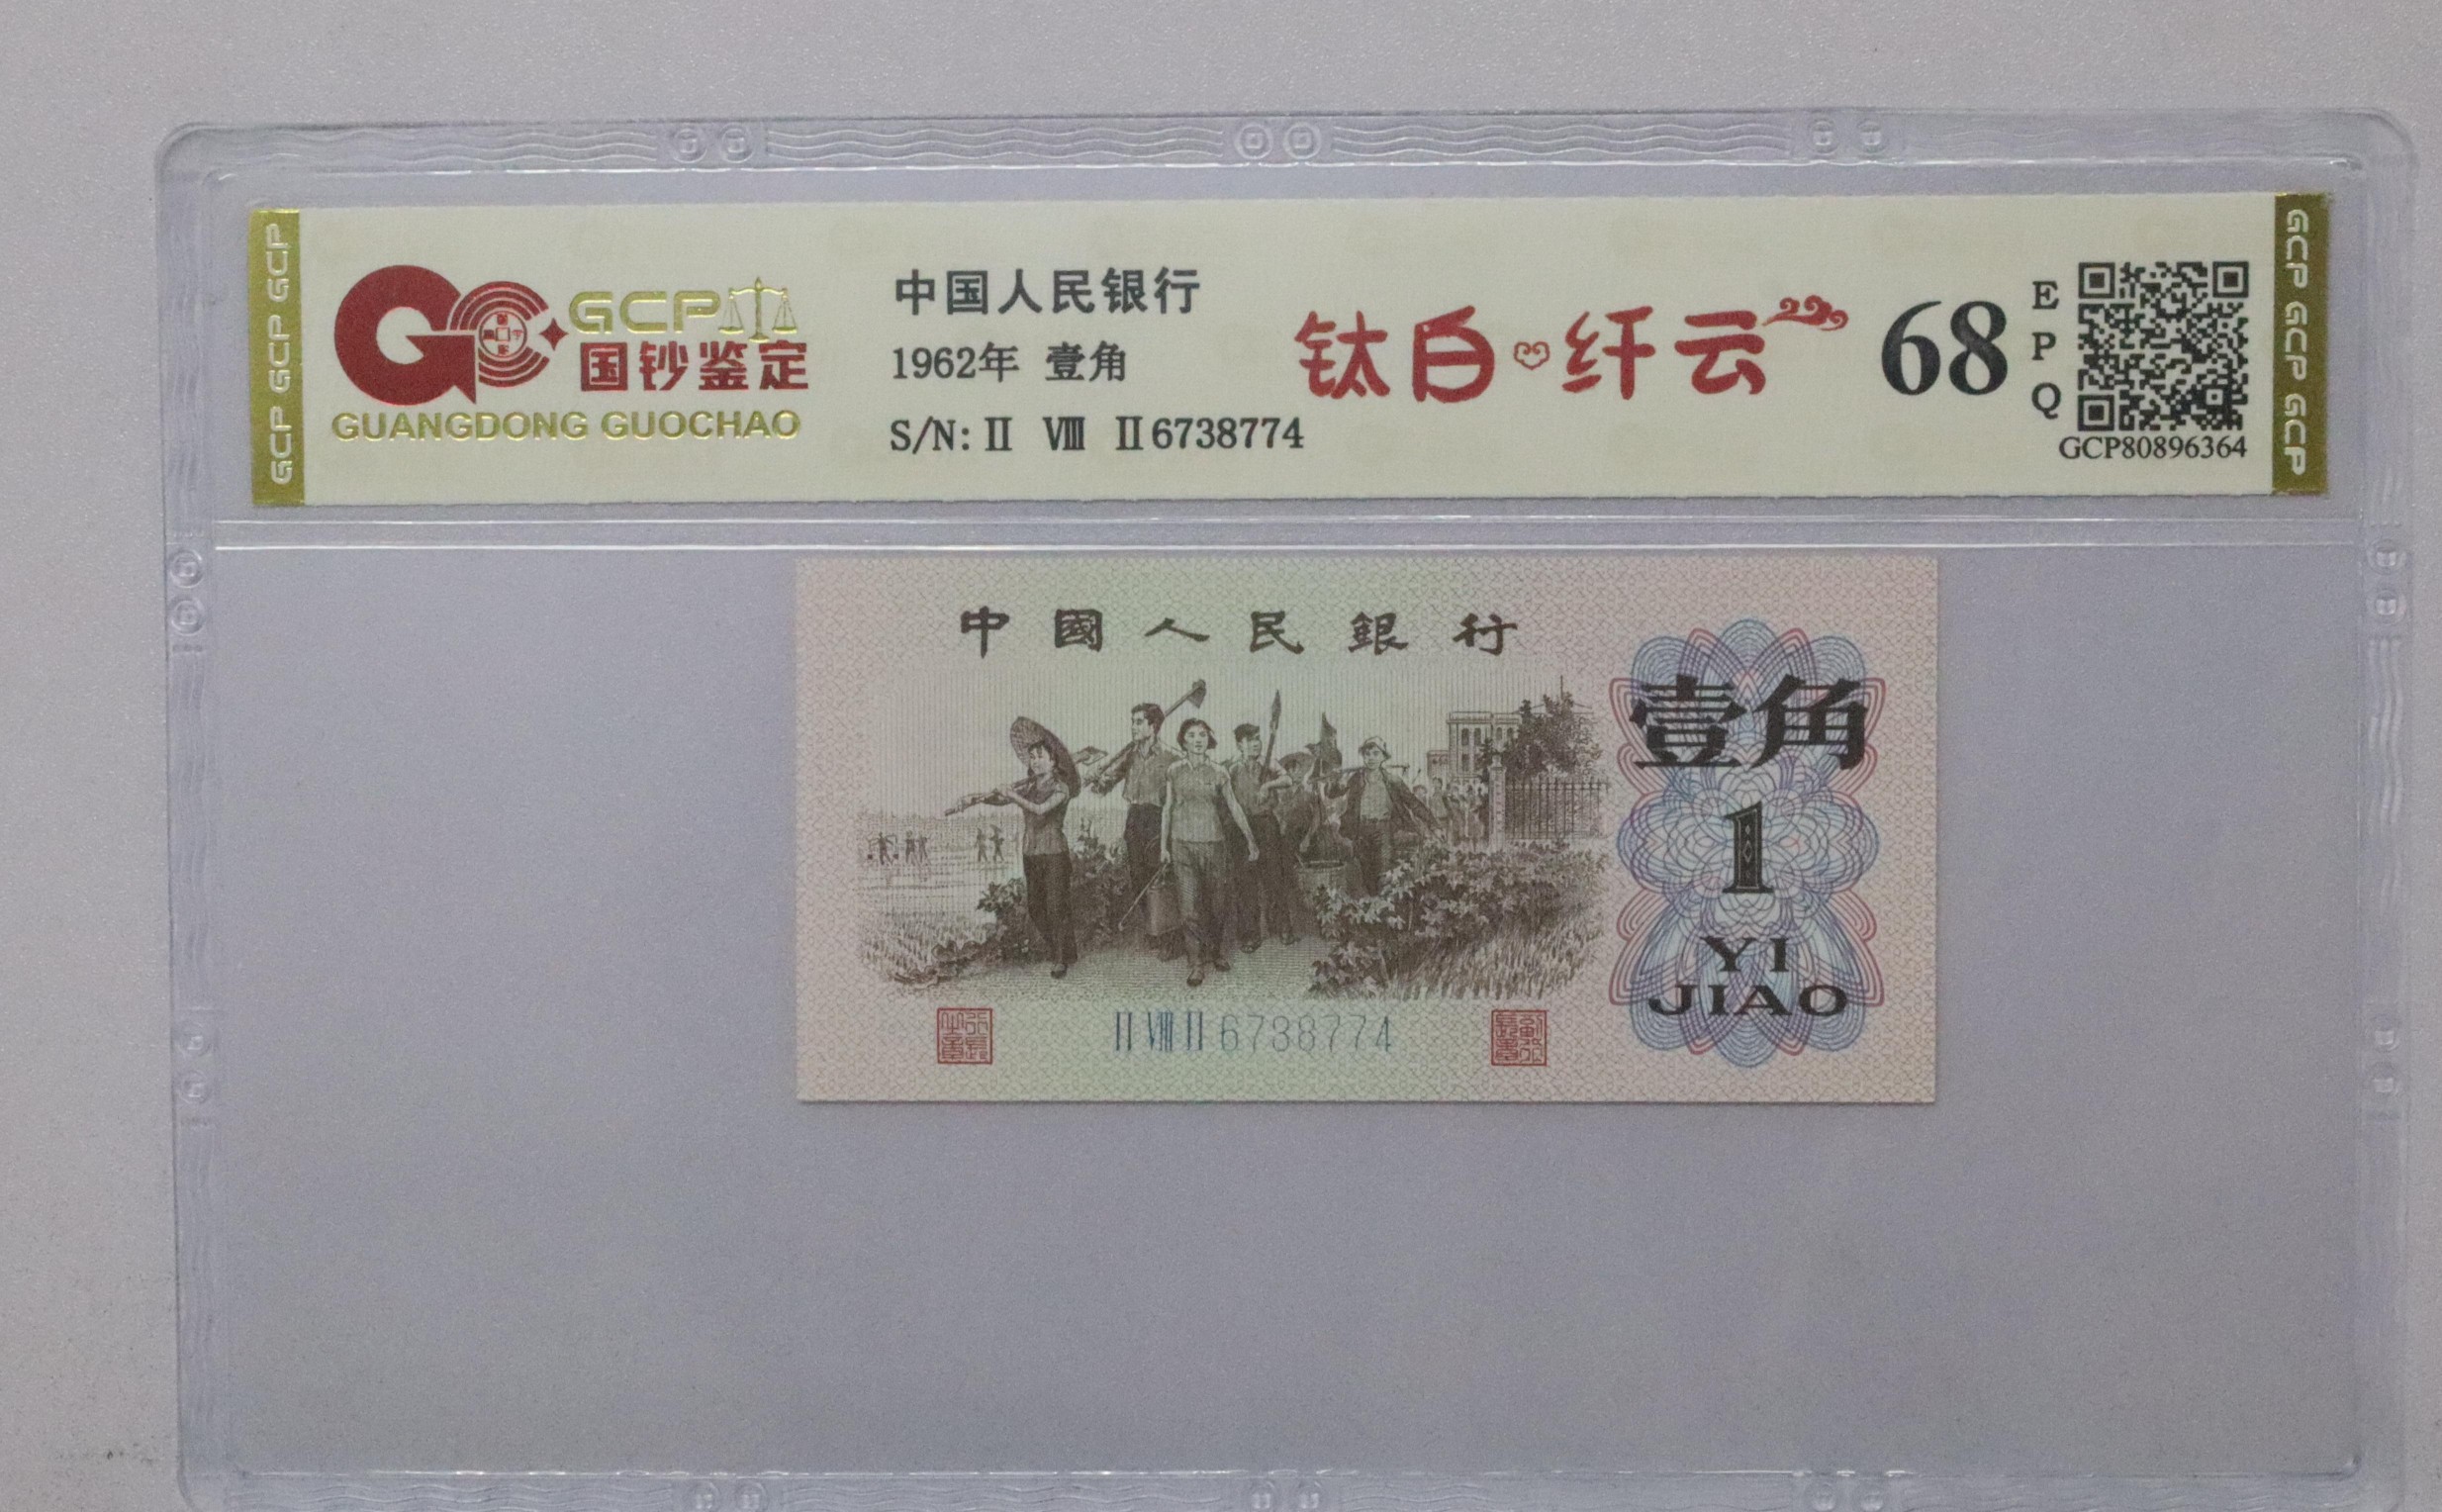 GCP GCP GCP
GCP
国钞鉴定
GUANGDONG GUOCHAO
中国人民银行
1962年 壹角
S/N: Ⅱ Ⅷ Ⅱ 6738774
钛白 纤云
68
E
P
Q
GCP80896364
GCP GCP GCP
中國人民銀行
壹角
1
YI
JIAO
Ⅱ Ⅷ Ⅱ 6738774